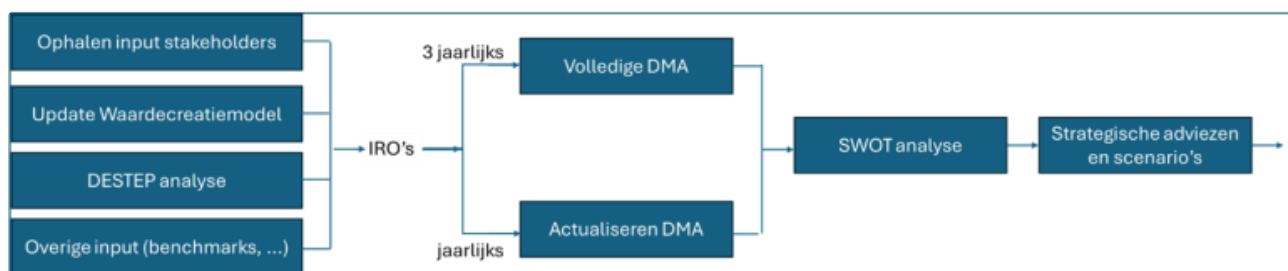 Ophalen input stakeholders
Update Waardecreatiemodel
DESTEP analyse
Overige input (benchmarks, ...)
IRO's
3 jaarlijks
jaarlijks
Volledige DMA
Actualiseren DMA
SWOT analyse
Strategische adviezen
en scenario's